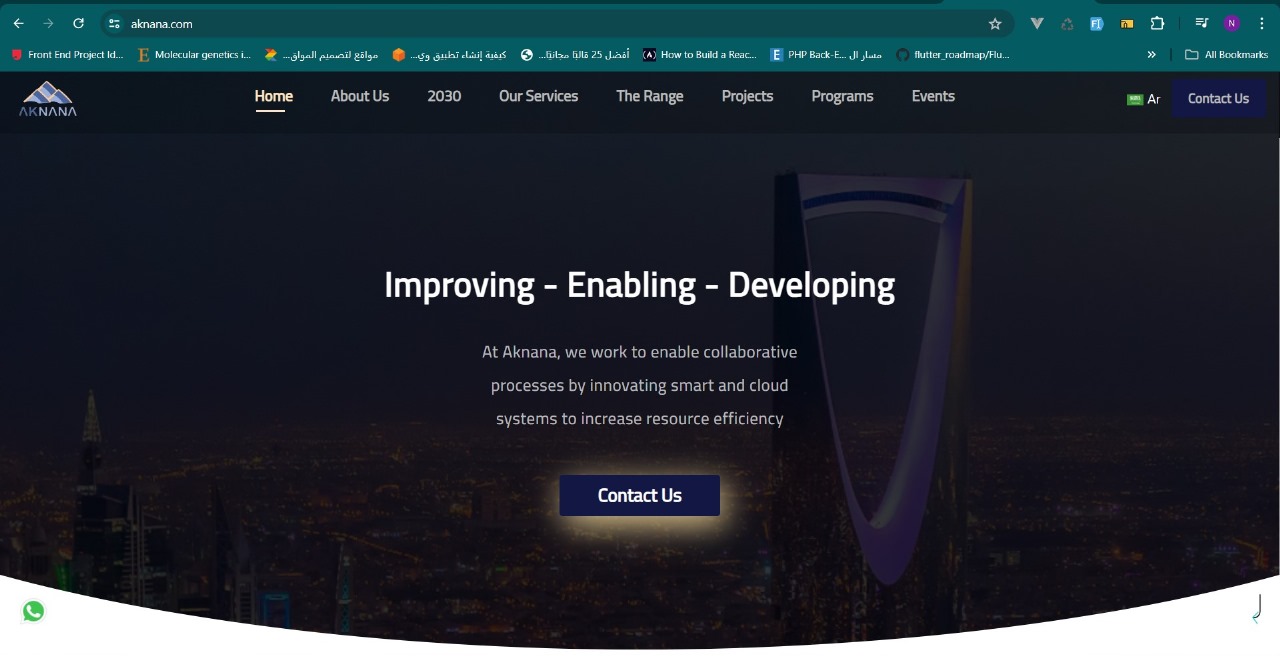 aknana.com
N
Front End Project Id...
Molecular genetics i...
مواقع لتصميم المواق...
كيفية إنشاء تطبيق وي...
أفضل 25 قالبًا مجانيًا...
How to Build a Reac...
PHP Back-E... مسار ال
flutter_roadmap/Flu...
All Bookmarks
AKNANA
Home
About Us
2030
Our Services
The Range
Projects
Programs
Events
Ar
Contact Us
Improving - Enabling - Developing
At Aknana, we work to enable collaborative
processes by innovating smart and cloud
systems to increase resource efficiency
Contact Us